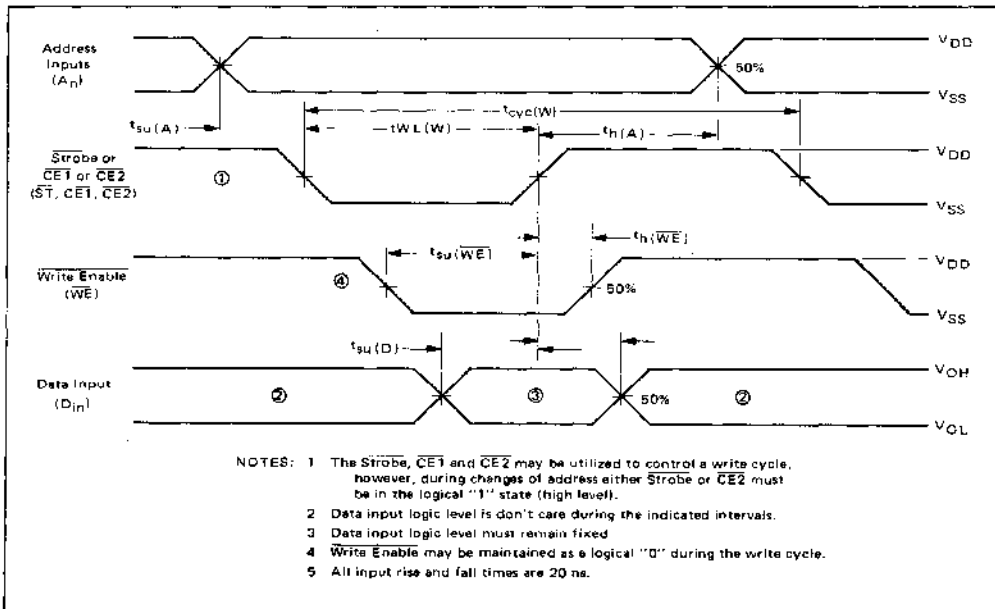 Address
Inputs
(An)
VDD
50%
VSS
tcyc(W)
tsu(A)
tWL(W)
th(A)
Strobe or
CE1 or CE2
(ST, CE1, CE2)
①
VDD
VSS
tsu(WE)
th(WE)
Write Enable
(WE)
④
50%
VDD
VSS
tsu(D)
Data Input
(Din)
②
③
50%
②
VOH
VOL
NOTES: 1 The Strobe, CE1 and CE2 may be utilized to control a write cycle,
however, during changes of address either Strobe or CE2 must
be in the logical "1" state (high level).
2 Data input logic level is don't care during the indicated intervals.
3 Data input logic level must remain fixed
4 Write Enable may be maintained as a logical "0" during the write cycle.
5 All input rise and fall times are 20 ns.